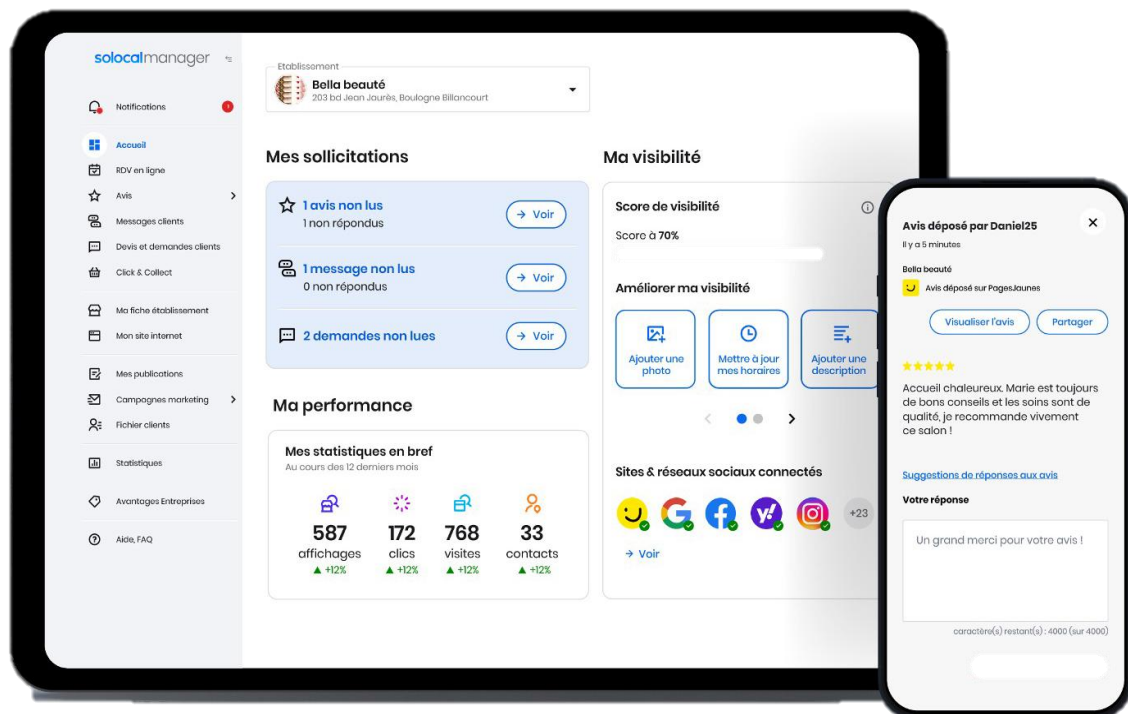 solocalmanager
Notifications
!
Accueil
RDV en ligne
Avis
Messages clients
Devis et demandes clients
Click & Collect
Ma fiche établissement
Mon site internet
Mes publications
Campagnes marketing
Fichier clients
Statistiques
Avantages Entreprises
Aide, FAQ
Etablissement
Bella beauté
203 bd Jean Jaurès, Boulogne Billancourt
Mes sollicitations
1 avis non lus
1 non répondus
→ Voir
1 message non lus
0 non répondus
→ Voir
2 demandes non lues
→ Voir
Ma performance
Mes statistiques en bref
Au cours des 12 derniers mois
587 172 768 33
affichages clics visites contacts
▲ +12% ▲ +12% ▲ +12% ▲ +12%
Ma visibilité
Score de visibilité
Score à 70%
Améliorer ma visibilité
Ajouter une
photo
Mettre à jour
mes horaires
Ajouter une
description
Sites & réseaux sociaux connectés
G f y! +23
→ Voir
Avis déposé par Daniel25
Il y a 5 minutes
Bella beauté
Avis déposé sur PagesJaunes
Visualiser l'avis Partager
Accueil chaleureux. Marie est toujours
de bons conseils et les soins sont de
qualité, je recommande vivement
ce salon !
Suggestions de réponses aux avis
Votre réponse
Un grand merci pour votre avis !
caractère(s) restant(s) : 4000 (sur 4000)